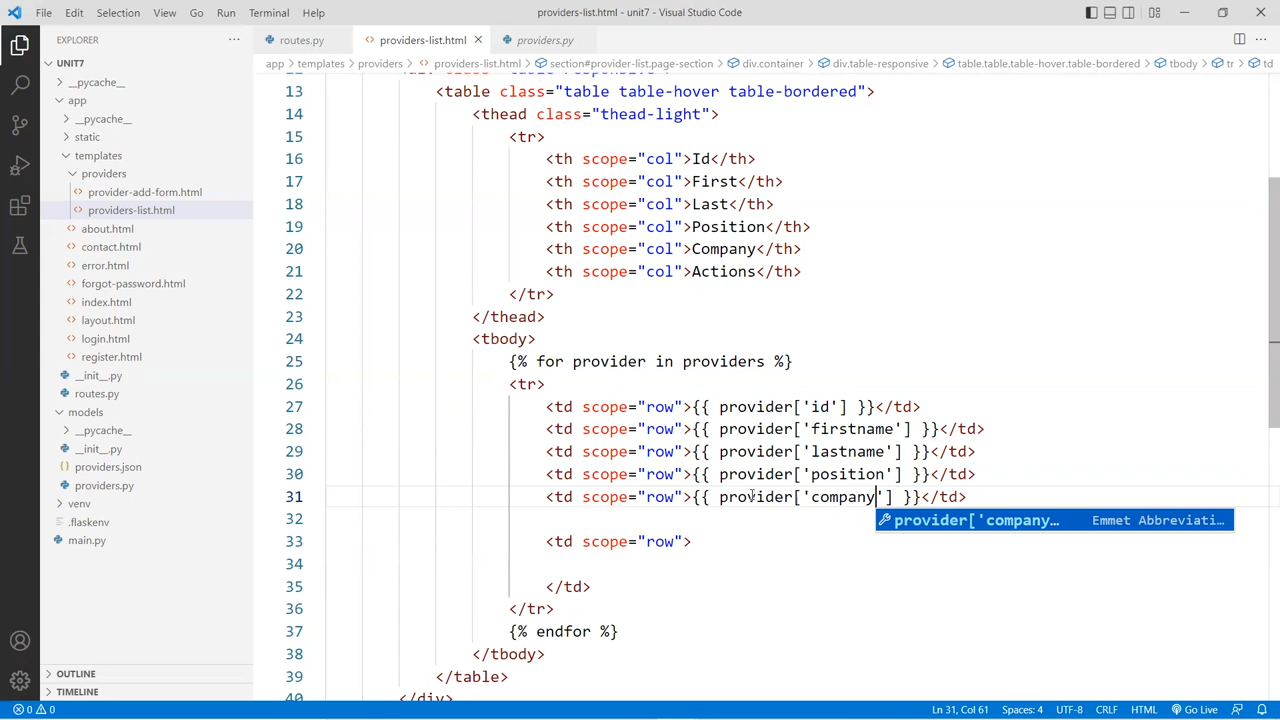 File Edit Selection View Go Run Terminal Help
providers-list.html - unit7 - Visual Studio Code
EXPLORER
UNIT7
__pycache__
app
__pycache__
static
templates
providers
provider-add-form.html
providers-list.html
about.html
contact.html
error.html
forgot-password.html
index.html
layout.html
login.html
register.html
__init__.py
routes.py
models
__pycache__
__init__.py
providers.json
providers.py
venv
.flaskenv
main.py
OUTLINE
TIMELINE
routes.py
providers-list.html
providers.py
app > templates > providers > providers-list.html > section#provider-list.page-section > div.container > div.table-responsive > table.table.table-hover.table-bordered > tbody > tr > td
13 <table class="table table-hover table-bordered">
14 <thead class="thead-light">
15 <tr>
16 <th scope="col">Id</th>
17 <th scope="col">First</th>
18 <th scope="col">Last</th>
19 <th scope="col">Position</th>
20 <th scope="col">Company</th>
21 <th scope="col">Actions</th>
22 </tr>
23 </thead>
24 <tbody>
25 {% for provider in providers %}
26 <tr>
27 <td scope="row">{{ provider['id'] }}</td>
28 <td scope="row">{{ provider['firstname'] }}</td>
29 <td scope="row">{{ provider['lastname'] }}</td>
30 <td scope="row">{{ provider['position'] }}</td>
31 <td scope="row">{{ provider['company'] }}</td>
32
provider['company… Emmet Abbreviati…
33 <td scope="row">
34
35 </td>
36 </tr>
37 {% endfor %}
38 </tbody>
39 </table>
40 </div>
0 0 Ln 31, Col 61 Spaces: 4 UTF-8 CRLF HTML Go Live